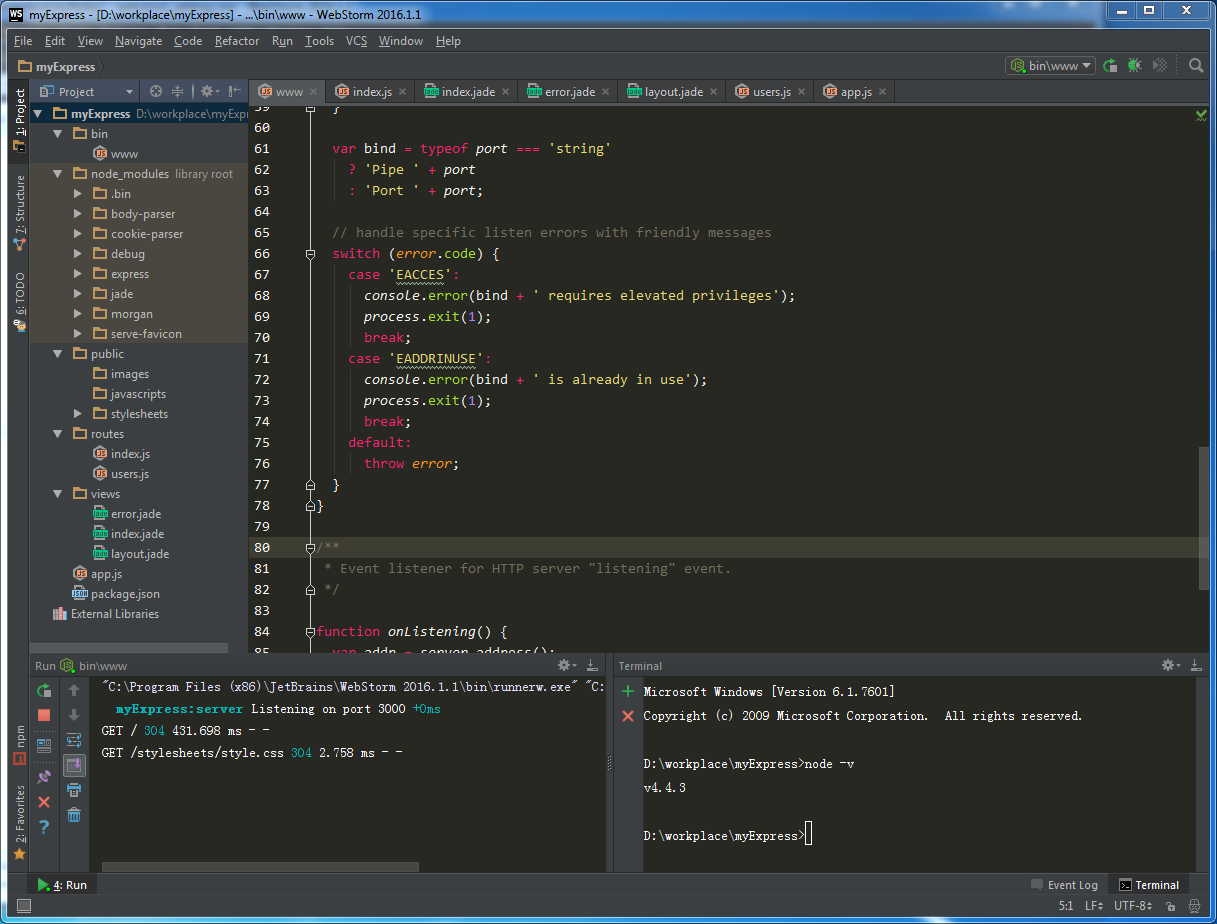 WS myExpress - [D:\workplace\myExpress] - ...\bin\www - WebStorm 2016.1.1
File Edit View Navigate Code Refactor Run Tools VCS Window Help
myExpress
bin\www
1: Project
7: Structure
6: TODO
npm
2: Favorites
Project
myExpress D:\workplace\myExpr
bin
www
node_modules library root
.bin
body-parser
cookie-parser
debug
express
jade
morgan
serve-favicon
public
images
javascripts
stylesheets
routes
index.js
users.js
views
error.jade
index.jade
layout.jade
app.js
package.json
External Libraries
www index.js index.jade error.jade layout.jade users.js app.js
59 }
60
61 var bind = typeof port === 'string'
62 ? 'Pipe ' + port
63 : 'Port ' + port;
64
65 // handle specific listen errors with friendly messages
66 switch (error.code) {
67 case 'EACCES':
68 console.error(bind + ' requires elevated privileges');
69 process.exit(1);
70 break;
71 case 'EADDRINUSE':
72 console.error(bind + ' is already in use');
73 process.exit(1);
74 break;
75 default:
76 throw error;
77 }
78 }
79
80 /**
81 * Event listener for HTTP server "listening" event.
82 */
83
84 function onListening() {
85 var addr = server.address();
Run bin\www
"C:\Program Files (x86)\JetBrains\WebStorm 2016.1.1\bin\runnerw.exe" "C:
myExpress:server Listening on port 3000 +0ms
GET / 304 431.698 ms - -
GET /stylesheets/style.css 304 2.758 ms - -
Terminal
Microsoft Windows [Version 6.1.7601]
Copyright (c) 2009 Microsoft Corporation.  All rights reserved.
D:\workplace\myExpress>node -v
v4.4.3
D:\workplace\myExpress>
4: Run
Event Log Terminal
5:1 LF UTF-8